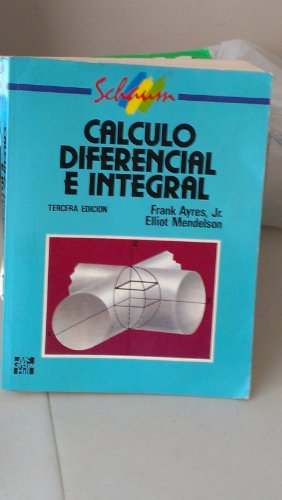 Schaum
CALCULO
DIFERENCIAL
E INTEGRAL
TERCERA EDICION
Frank Ayres, Jr.
Elliot Mendelson